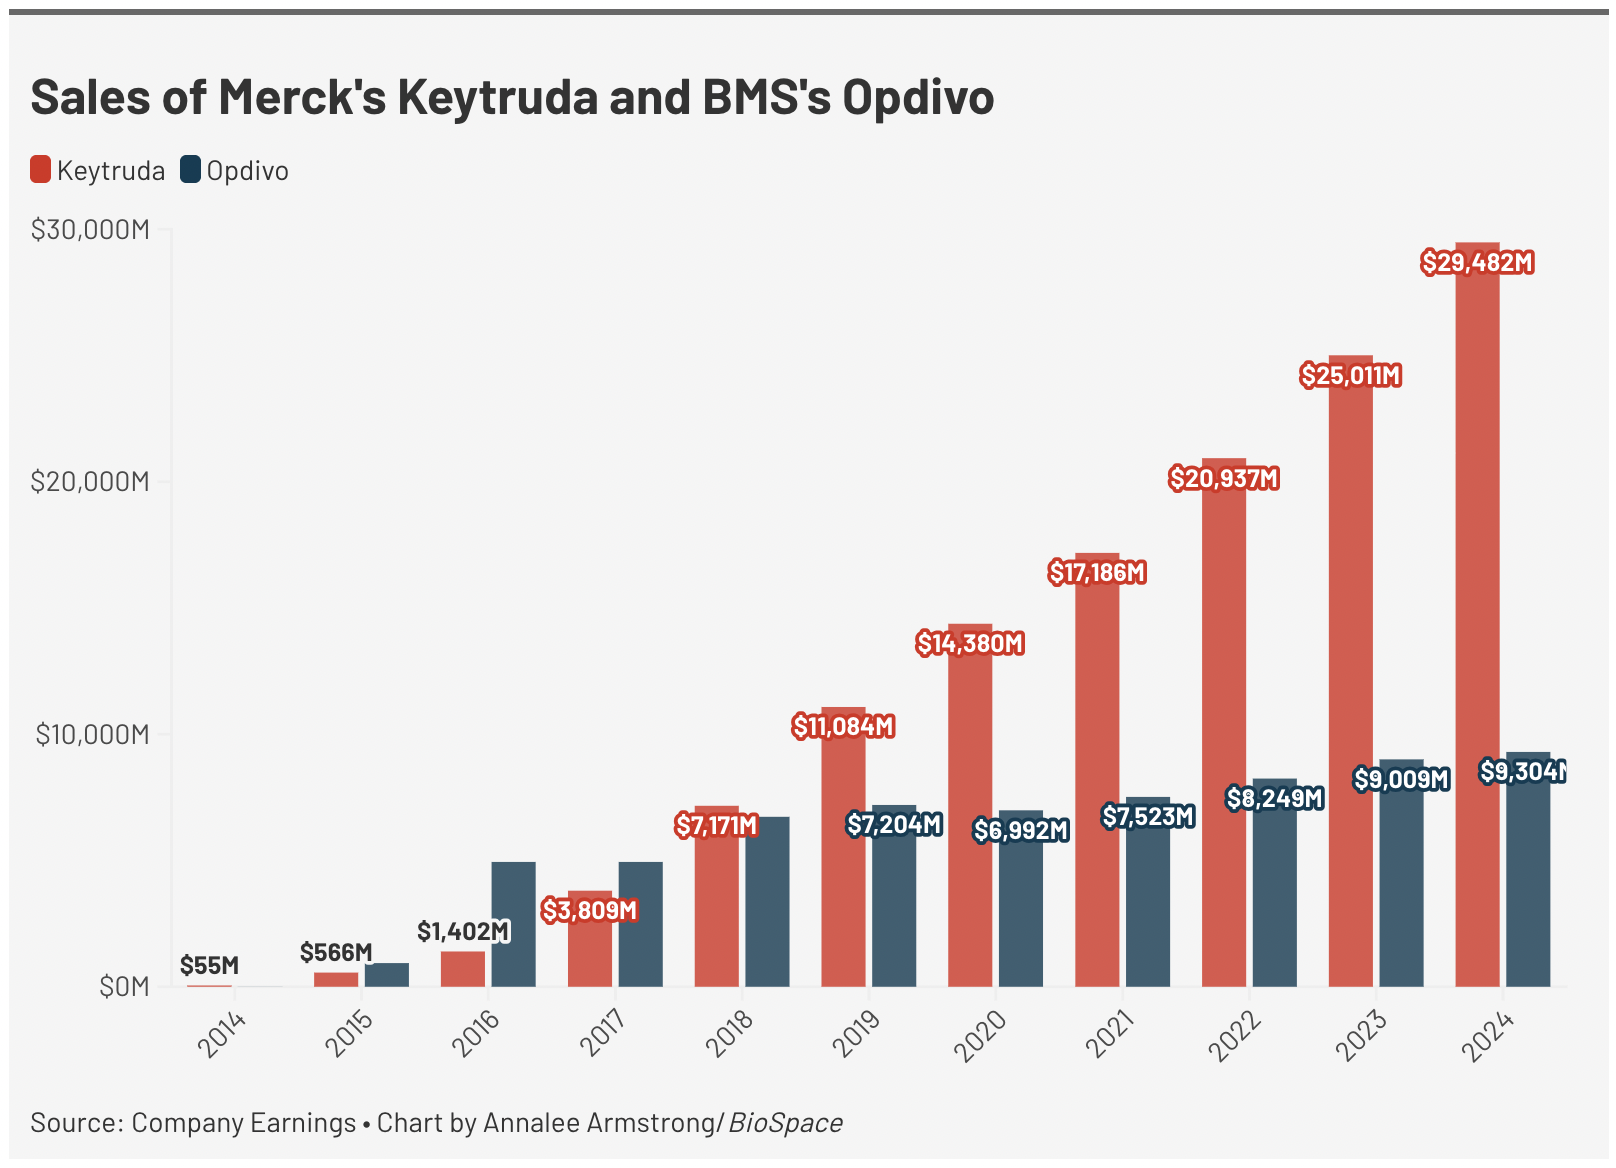 Sales of Merck's Keytruda and BMS's Opdivo
Keytruda Opdivo
$30,000M
$20,000M
$10,000M
$0M
$55M
$566M
$1,402M
$3,809M
$7,171M
$11,084M
$7,204M
$14,380M
$6,992M
$17,186M
$7,523M
$20,937M
$8,249M
$25,011M
$9,009M
$29,482M
$9,304M
2014 2015 2016 2017 2018 2019 2020 2021 2022 2023 2024
Source: Company Earnings • Chart by Annalee Armstrong/BioSpace